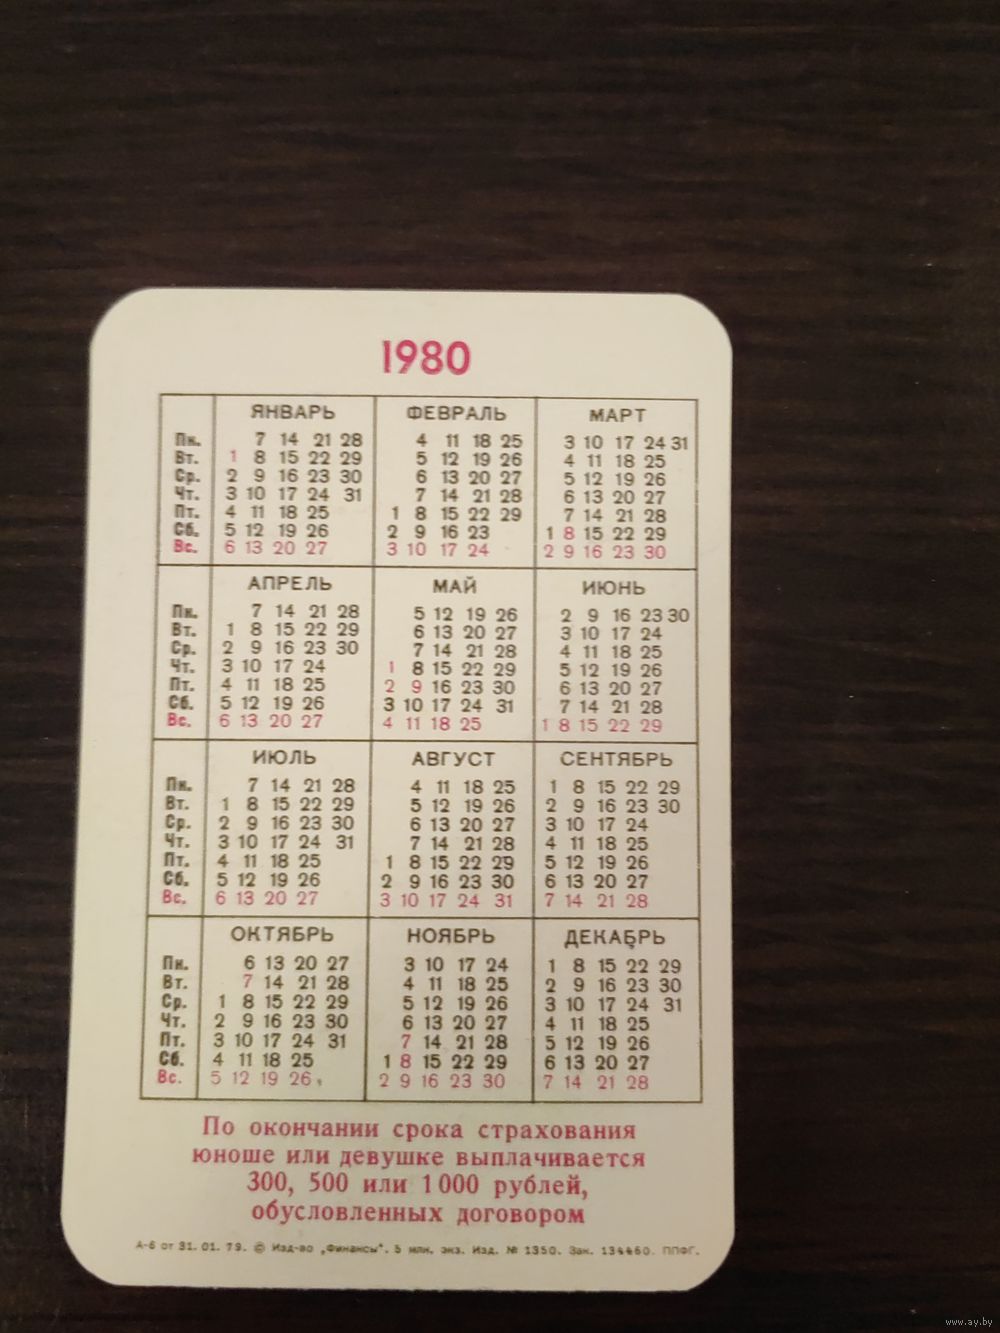 1980
ЯНВАРЬ ФЕВРАЛЬ МАРТ
Пн. 7 14 21 28 4 11 18 25 3 10 17 24 31
Вт. 1 8 15 22 29 5 12 19 26 4 11 18 25
Ср. 2 9 16 23 30 6 13 20 27 5 12 19 26
Чт. 3 10 17 24 31 7 14 21 28 6 13 20 27
Пт. 4 11 18 25 1 8 15 22 29 7 14 21 28
Сб. 5 12 19 26 2 9 16 23 1 8 15 22 29
Вс. 6 13 20 27 3 10 17 24 2 9 16 23 30
АПРЕЛЬ МАЙ ИЮНЬ
Пн. 7 14 21 28 5 12 19 26 2 9 16 23 30
Вт. 1 8 15 22 29 6 13 20 27 3 10 17 24
Ср. 2 9 16 23 30 7 14 21 28 4 11 18 25
Чт. 3 10 17 24 1 8 15 22 29 5 12 19 26
Пт. 4 11 18 25 2 9 16 23 30 6 13 20 27
Сб. 5 12 19 26 3 10 17 24 31 7 14 21 28
Вс. 6 13 20 27 4 11 18 25 1 8 15 22 29
ИЮЛЬ АВГУСТ СЕНТЯБРЬ
Пн. 7 14 21 28 4 11 18 25 1 8 15 22 29
Вт. 1 8 15 22 29 5 12 19 26 2 9 16 23 30
Ср. 2 9 16 23 30 6 13 20 27 3 10 17 24
Чт. 3 10 17 24 31 7 14 21 28 4 11 18 25
Пт. 4 11 18 25 1 8 15 22 29 5 12 19 26
Сб. 5 12 19 26 2 9 16 23 30 6 13 20 27
Вс. 6 13 20 27 3 10 17 24 31 7 14 21 28
ОКТЯБРЬ НОЯБРЬ ДЕКАБРЬ
Пн. 6 13 20 27 3 10 17 24 1 8 15 22 29
Вт. 7 14 21 28 4 11 18 25 2 9 16 23 30
Ср. 1 8 15 22 29 5 12 19 26 3 10 17 24 31
Чт. 2 9 16 23 30 6 13 20 27 4 11 18 25
Пт. 3 10 17 24 31 7 14 21 28 5 12 19 26
Сб. 4 11 18 25 1 8 15 22 29 6 13 20 27
Вс. 5 12 19 26 2 9 16 23 30 7 14 21 28
По окончании срока страхования
юноше или девушке выплачивается
300, 500 или 1 000 рублей,
обусловленных договором
А-6 от 31. 01. 79. © Изд-во „Финансы". 5 млн. экз. Изд. № 1350. Зак. 134460. ППФГ.
www.ay.by